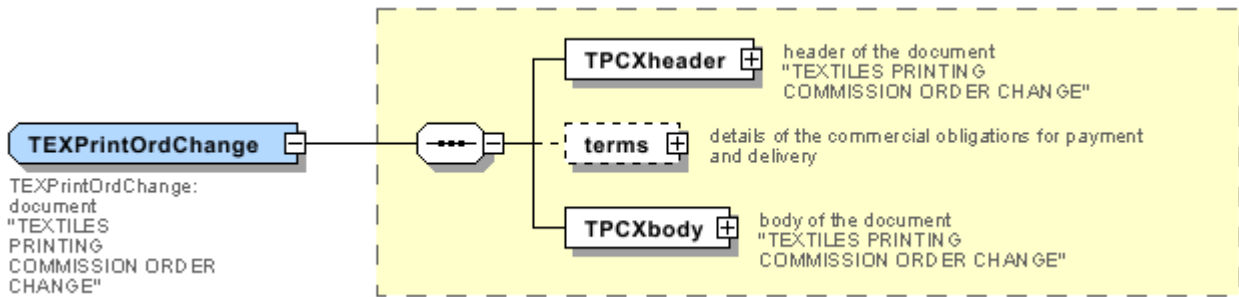 TPCXheader
header of the document
"TEXTILES PRINTING
COMMISSION ORDER CHANGE"
TEXPrintOrdChange
TEXPrintOrdChange:
document
"TEXTILES
PRINTING
COMMISSION ORDER
CHANGE"
terms
details of the commercial obligations for payment
and delivery
TPCXbody
body of the document
"TEXTILES PRINTING
COMMISSION ORDER CHANGE"